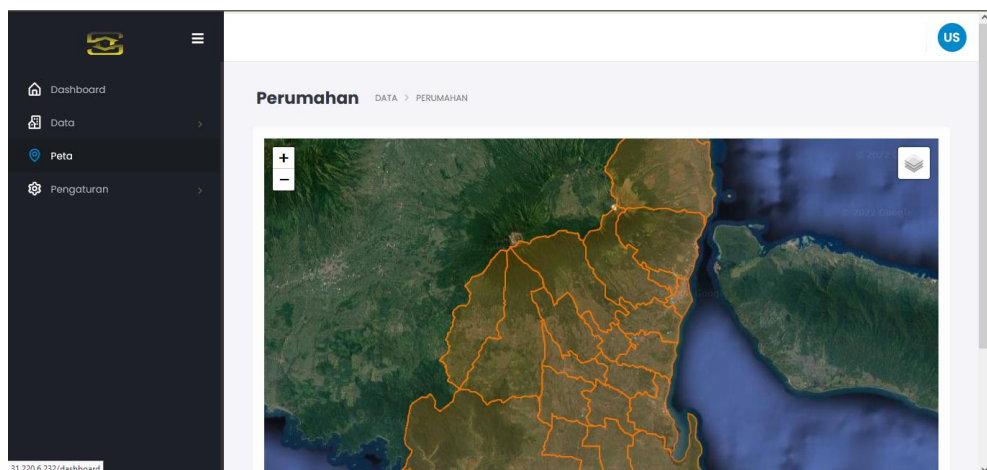 US
Dashboard
Data
Peta
Pengaturan
Perumahan DATA > PERUMAHAN
+
−
31.220.6.232/dashboard